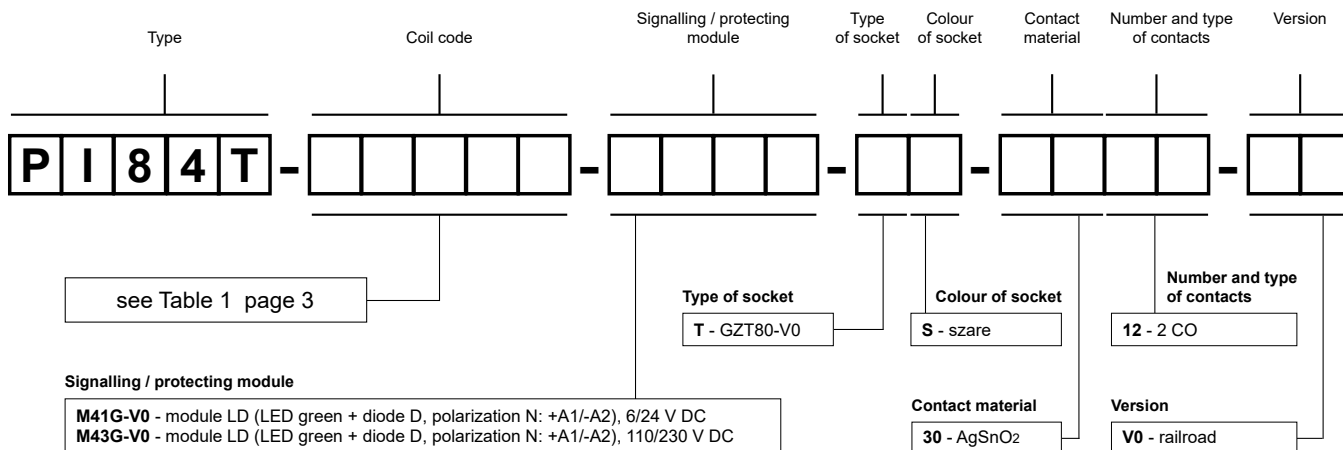 Type
Coil code
Signalling / protecting
module
Type
of socket
Colour
of socket
Contact
material
Number and type
of contacts
Version
PI84T - - - - -
see Table 1 page 3
Type of socket
T - GZT80-V0
Colour of socket
S - szare
Number and type
of contacts
12 - 2 CO
Signalling / protecting module
M41G-V0 - module LD (LED green + diode D, polarization N: +A1/-A2), 6/24 V DC
M43G-V0 - module LD (LED green + diode D, polarization N: +A1/-A2), 110/230 V DC
Contact material
30 - AgSnO2
Version
V0 - railroad